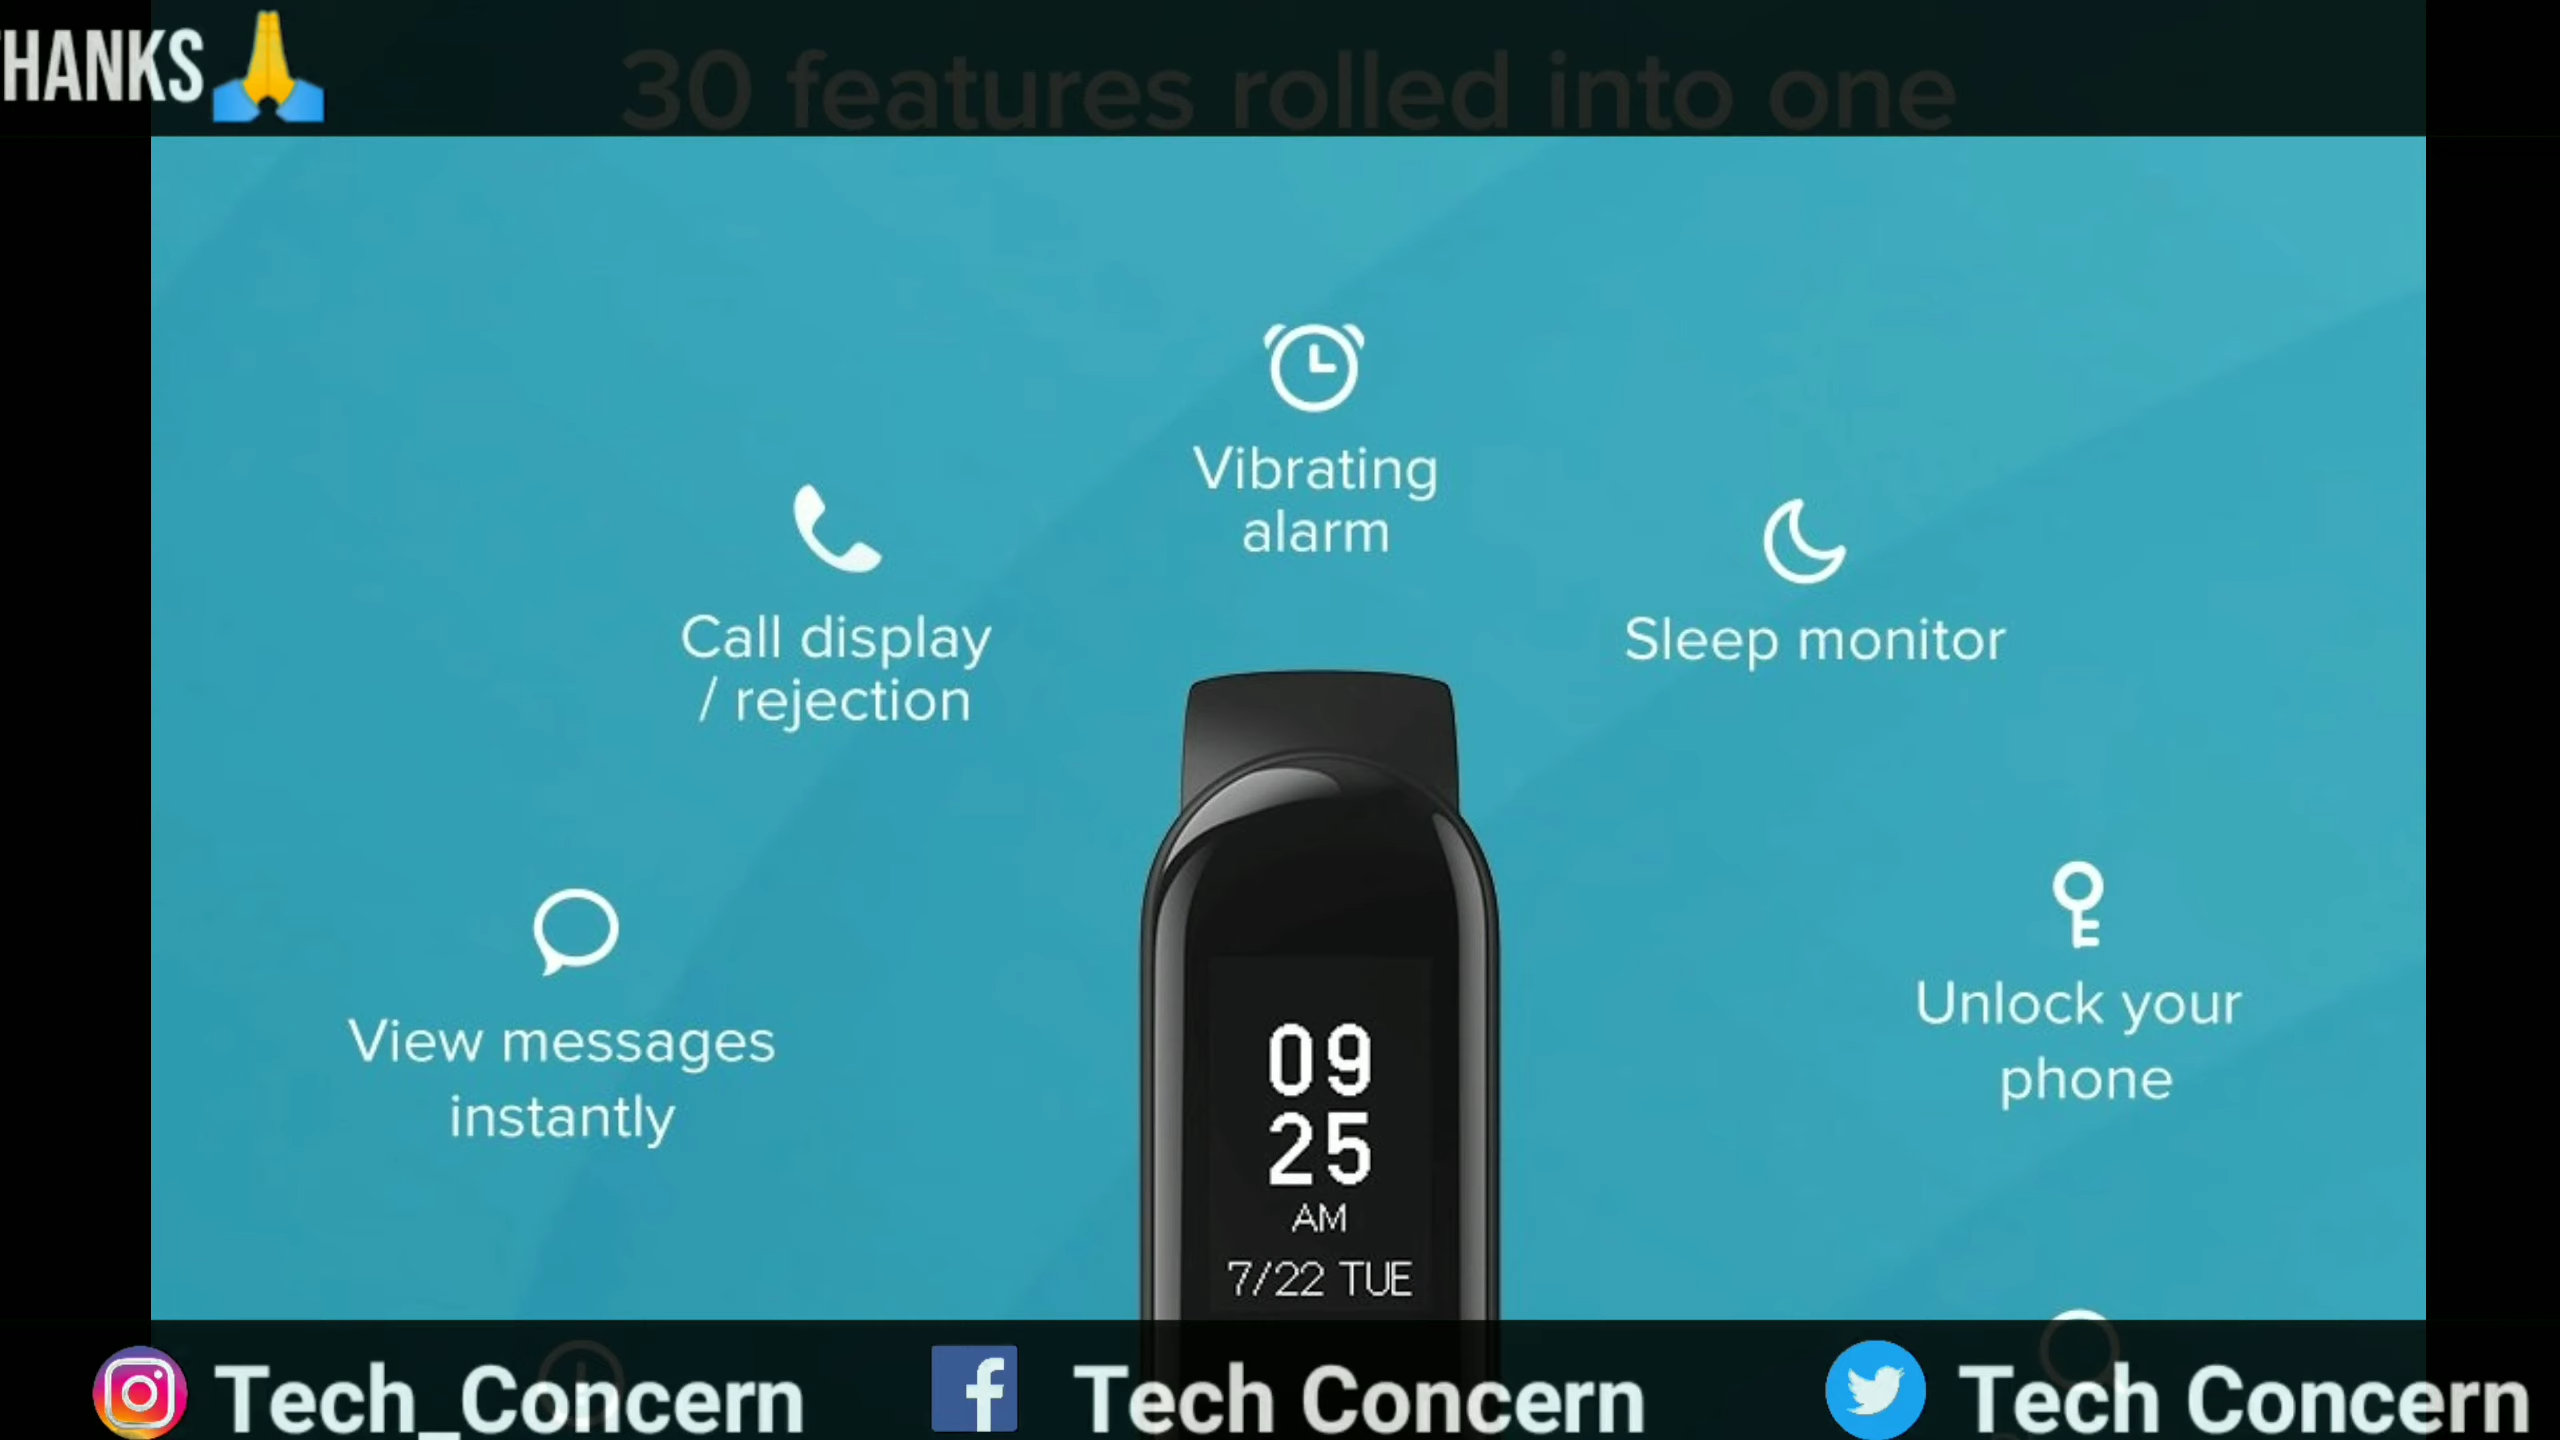 HANKS🙏
30 features rolled into one
Vibrating
alarm
Call display
/ rejection
Sleep monitor
View messages
instantly
Unlock your
phone
09
25
AM
7/22 TUE
Tech_Concern
Tech Concern
Tech Concern